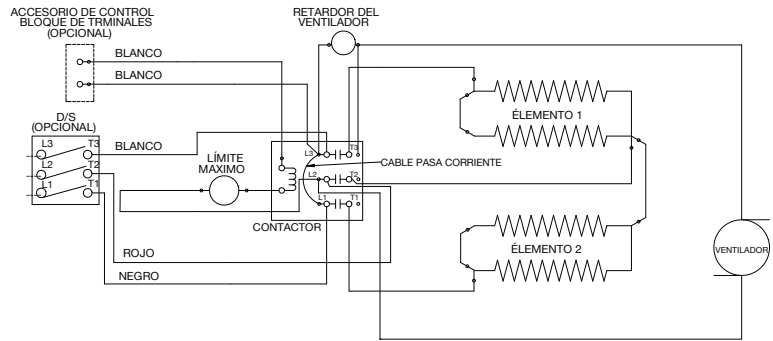 ACCESORIO DE CONTROL
BLOQUE DE TRMINALES
(OPCIONAL)
RETARDOR DEL
VENTILADOR
BLANCO
BLANCO
D/S
(OPCIONAL)
L3 T3
L2 T2
L1 T1
BLANCO
LÍMITE
MAXIMO
L3 T3
L2 T2
L1 T1
CABLE PASA CORRIENTE
CONTACTOR
ROJO
NEGRO
ÉLEMENTO 1
ÉLEMENTO 2
VENTILADOR